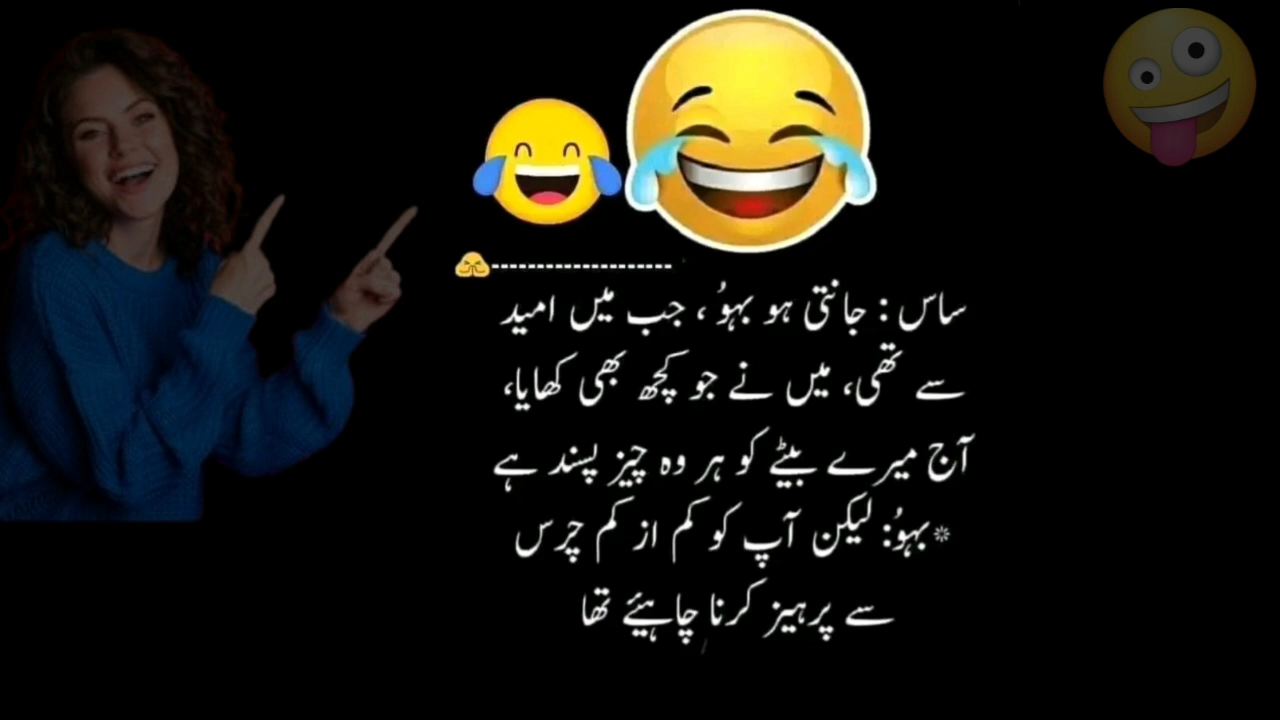 ساس : جانتی ہو بہوُ ، جب میں امید
سے تھی، میں نے جو کچھ بھی کھایا،
آج میرے بیٹے کو ہر وہ چیز پسند ہے
*بہوُ: لیکن آپ کو کم از کم چرس
سے پرہیز کرنا چاہیئے تھا